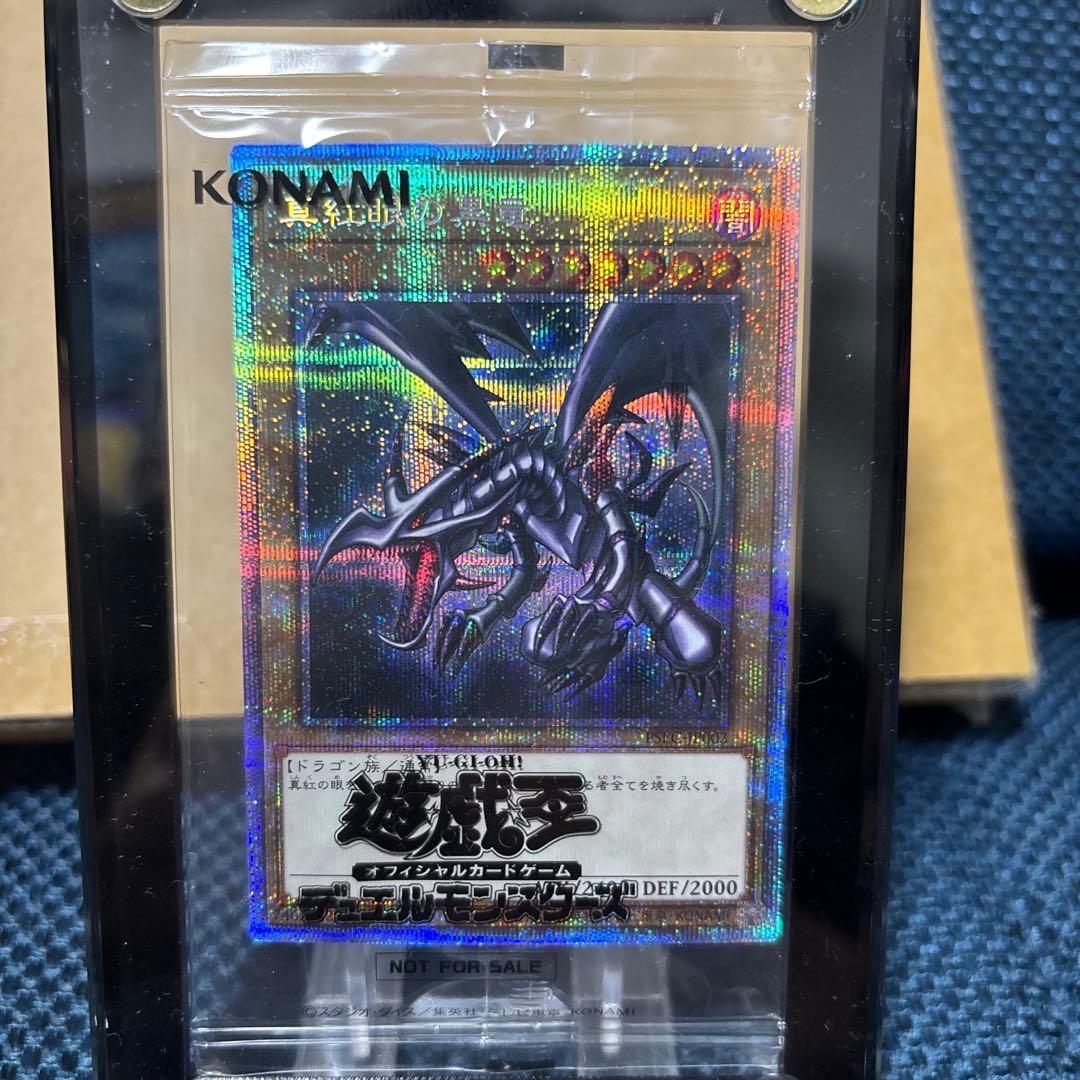 KONAMI
真紅眼の黒竜
闇
PSEC-JP003
YU-GI-OH!
【ドラゴン族/通常】
真紅の眼を
る者全てを焼き尽くす。
遊戯王
オフィシャルカードゲーム
DEF/2000
デュエルモンスターズ
KONAMI
NOT FOR SALE
©スタジオ・ダイス/集英社・テレビ東京・KONAMI